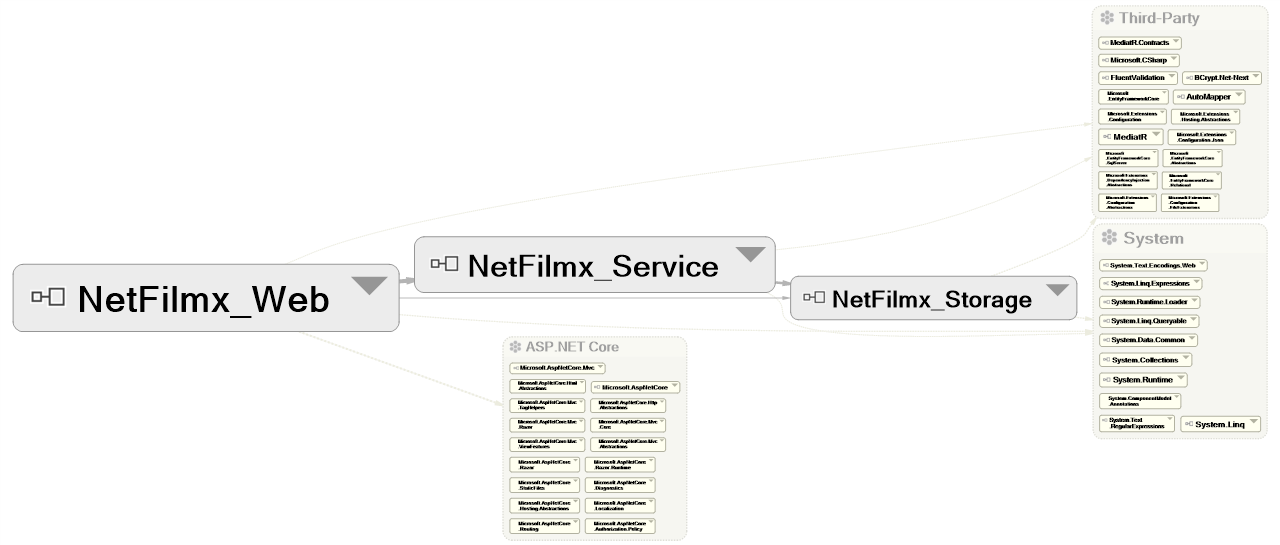 Third-Party
MediatR.Contracts
Microsoft.CSharp
FluentValidation
BCrypt.Net-Next
Microsoft
.EntityFrameworkCore
AutoMapper
Microsoft.Extensions
.Configuration
Microsoft.Extensions
.Hosting.Abstractions
MediatR
Microsoft.Extensions
.Configuration.Json
Microsoft
.EntityFrameworkCore
.SqlServer
Microsoft
.EntityFrameworkCore
.Abstractions
Microsoft.Extensions
.DependencyInjection
.Abstractions
Microsoft
.EntityFrameworkCore
.Relational
Microsoft.Extensions
.Configuration
.Abstractions
Microsoft.Extensions
.Configuration
.FileExtensions
System
System.Text.Encodings.Web
System.Linq.Expressions
System.Runtime.Loader
System.Linq.Queryable
System.Data.Common
System.Collections
System.Runtime
System.ComponentModel
.Annotations
System.Text
.RegularExpressions
System.Linq
NetFilmx_Service
NetFilmx_Web
NetFilmx_Storage
ASP.NET Core
Microsoft.AspNetCore.Mvc
Microsoft.AspNetCore.Html
.Abstractions
Microsoft.AspNetCore
Microsoft.AspNetCore.Mvc
.TagHelpers
Microsoft.AspNetCore.Http
.Abstractions
Microsoft.AspNetCore.Mvc
.Razor
Microsoft.AspNetCore.Mvc
.Core
Microsoft.AspNetCore.Mvc
.ViewFeatures
Microsoft.AspNetCore.Mvc
.Abstractions
Microsoft.AspNetCore
.Razor
Microsoft.AspNetCore
.Razor.Runtime
Microsoft.AspNetCore
.StaticFiles
Microsoft.AspNetCore
.Diagnostics
Microsoft.AspNetCore
.Hosting.Abstractions
Microsoft.AspNetCore
.Localization
Microsoft.AspNetCore
.Routing
Microsoft.AspNetCore
.Authorization.Policy